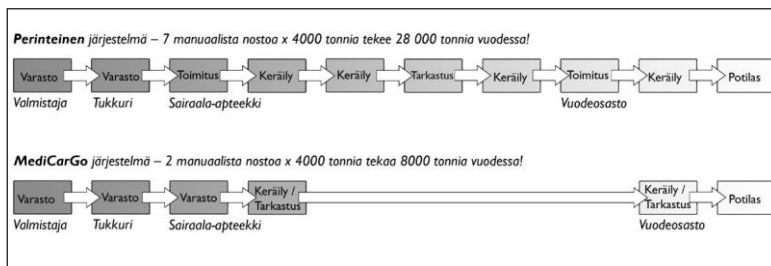 Perinteinen järjestelmä – 7 manuaalista nostoa x 4000 tonnia tekee 28 000 tonnia vuodessa!
Varasto Varasto Toimitus Keräily Keräily Tarkastus Keräily Toimitus Keräily Potilas
Valmistaja Tukkuri Sairaala-apteekki Vuodeosasto
MediCarGo järjestelmä – 2 manuaalista nostoa x 4000 tonnia tekaa 8000 tonnia vuodessa!
Varasto Varasto Varasto Keräily / Keräily / Potilas
Tarkastus Tarkastus
Valmistaja Tukkuri Sairaala-apteekki Vuodeosasto